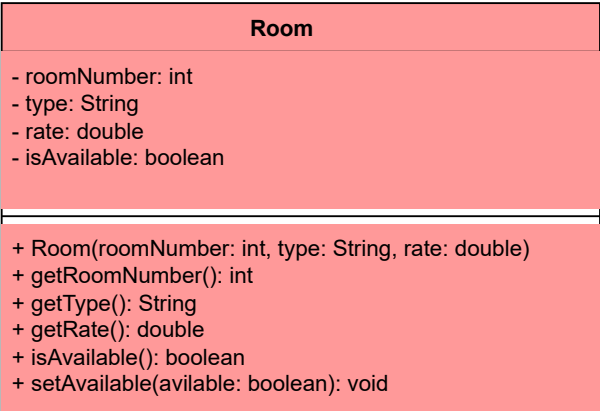 Room
- roomNumber: int
- type: String
- rate: double
- isAvailable: boolean
+ Room(roomNumber: int, type: String, rate: double)
+ getRoomNumber(): int
+ getType(): String
+ getRate(): double
+ isAvailable(): boolean
+ setAvailable(avilable: boolean): void